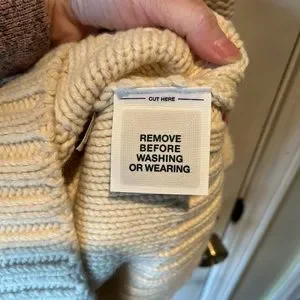 CUT HERE
REMOVE
BEFORE
WASHING
OR WEARING